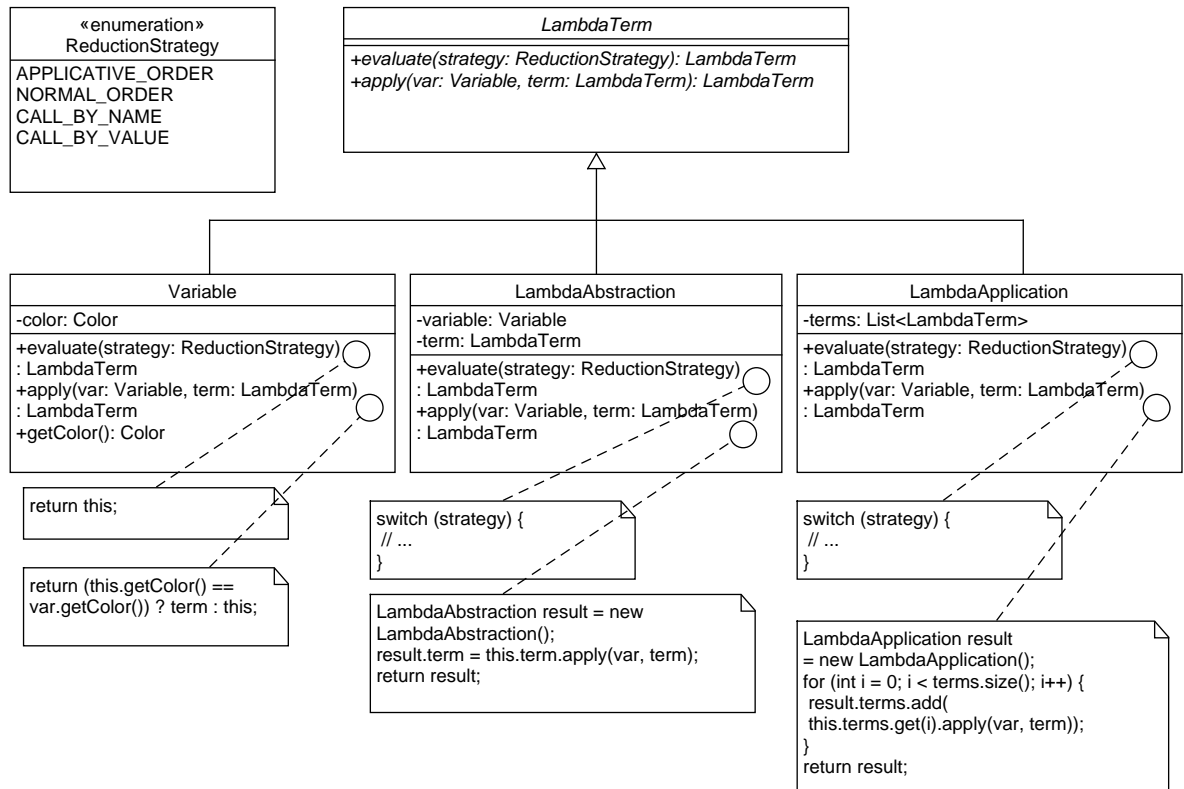 «enumeration»
ReductionStrategy
APPLICATIVE_ORDER
NORMAL_ORDER
CALL_BY_NAME
CALL_BY_VALUE
LambdaTerm
+evaluate(strategy: ReductionStrategy): LambdaTerm
+apply(var: Variable, term: LambdaTerm): LambdaTerm
Variable
-color: Color
+evaluate(strategy: ReductionStrategy)
: LambdaTerm
+apply(var: Variable, term: LambdaTerm)
: LambdaTerm
+getColor(): Color
return this;
return (this.getColor() ==
var.getColor()) ? term : this;
LambdaAbstraction
-variable: Variable
-term: LambdaTerm
+evaluate(strategy: ReductionStrategy)
: LambdaTerm
+apply(var: Variable, term: LambdaTerm)
: LambdaTerm
switch (strategy) {
// ...
}
LambdaAbstraction result = new
LambdaAbstraction();
result.term = this.term.apply(var, term);
return result;
LambdaApplication
-terms: List<LambdaTerm>
+evaluate(strategy: ReductionStrategy)
: LambdaTerm
+apply(var: Variable, term: LambdaTerm)
: LambdaTerm
switch (strategy) {
// ...
}
LambdaApplication result
= new LambdaApplication();
for (int i = 0; i < terms.size(); i++) {
result.terms.add(
this.terms.get(i).apply(var, term));
}
return result;